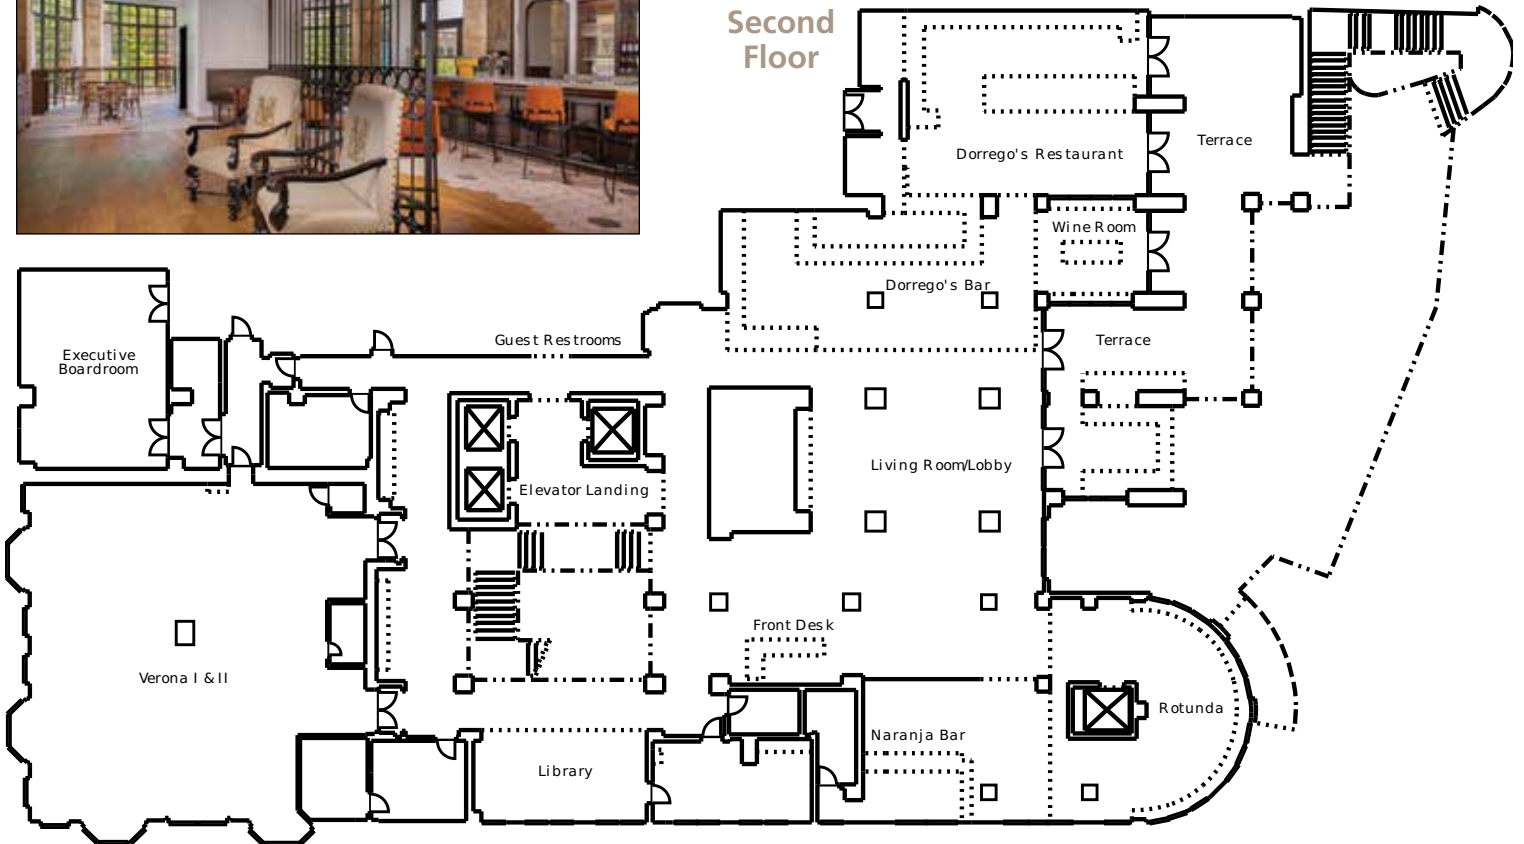 Second
Floor
Terrace
Dorrego's Restaurant
Wine Room
Dorrego's Bar
Guest Restrooms
Terrace
Executive
Boardroom
Living Room/Lobby
Elevator Landing
Front Desk
Verona I & II
Rotunda
Naranja Bar
Library